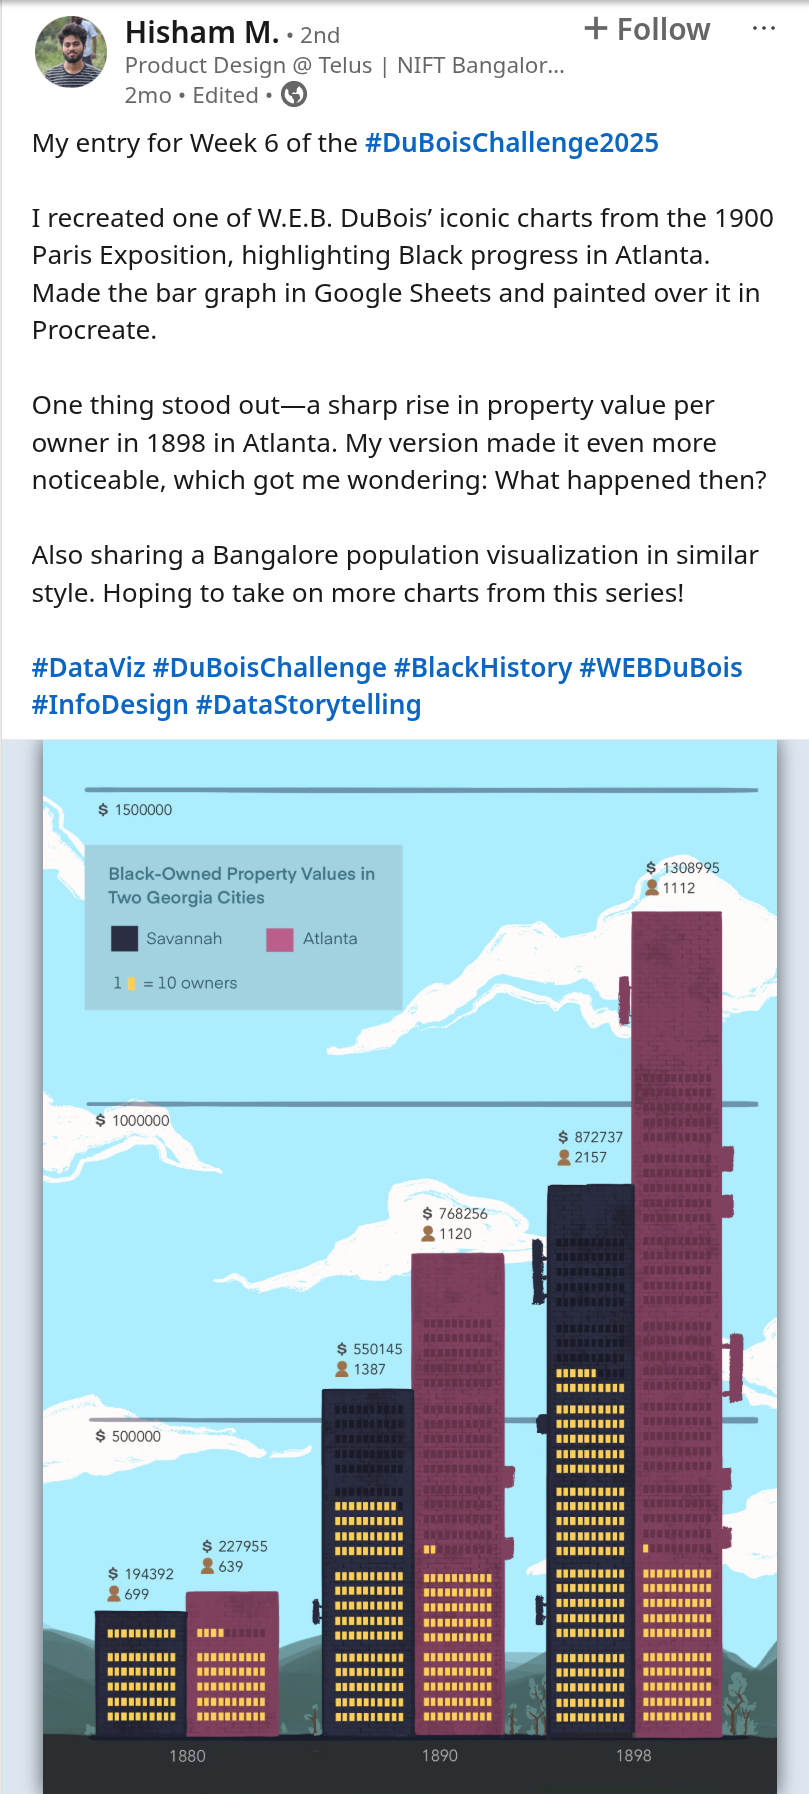 Hisham M. • 2nd
+ Follow
...
Product Design @ Telus | NIFT Bangalor...
2mo • Edited •
My entry for Week 6 of the #DuBoisChallenge2025
I recreated one of W.E.B. DuBois’ iconic charts from the 1900
Paris Exposition, highlighting Black progress in Atlanta.
Made the bar graph in Google Sheets and painted over it in
Procreate.
One thing stood out—a sharp rise in property value per
owner in 1898 in Atlanta. My version made it even more
noticeable, which got me wondering: What happened then?
Also sharing a Bangalore population visualization in similar
style. Hoping to take on more charts from this series!
#DataViz #DuBoisChallenge #BlackHistory #WEBDuBois
#InfoDesign #DataStorytelling
$ 1500000
Black-Owned Property Values in
Two Georgia Cities
Savannah
Atlanta
1 = 10 owners
$ 1308995
1112
$ 1000000
$ 872737
2157
$ 768256
1120
$ 550145
1387
$ 500000
$ 227955
639
$ 194392
699
1880
1890
1898